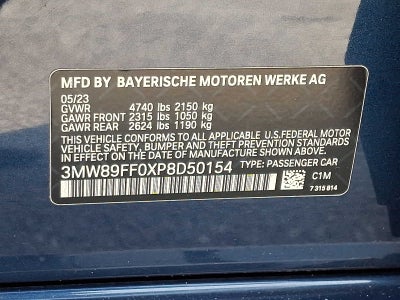 MFD BY BAYERISCHE MOTOREN WERKE AG
05/23
GVWR 4740 lbs 2150 kg
GAWR FRONT 2315 lbs 1050 kg
GAWR REAR 2624 lbs 1190 kg
THIS VEHICLE CONFORMS TO ALL APPLICABLE U.S.FEDERAL MOTOR
VEHICLE SAFETY, BUMPER AND THEFT PREVENTION STANDARDS
IN EFFECT ON THE DATE OF MANUFACTURE SHOWN ABOVE.
3MW89FF0XP8D50154 TYPE: PASSENGER CAR
C1M
7 315 814